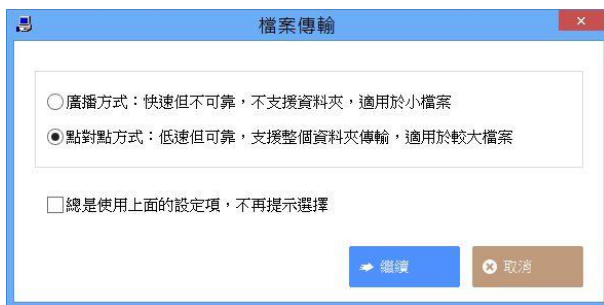 檔案傳輸
廣播方式：快速但不可靠，不支援資料夾，適用於小檔案
點對點方式：低速但可靠，支援整個資料夾傳輸，適用於較大檔案
總是使用上面的設定項，不再提示選擇
繼續
取消